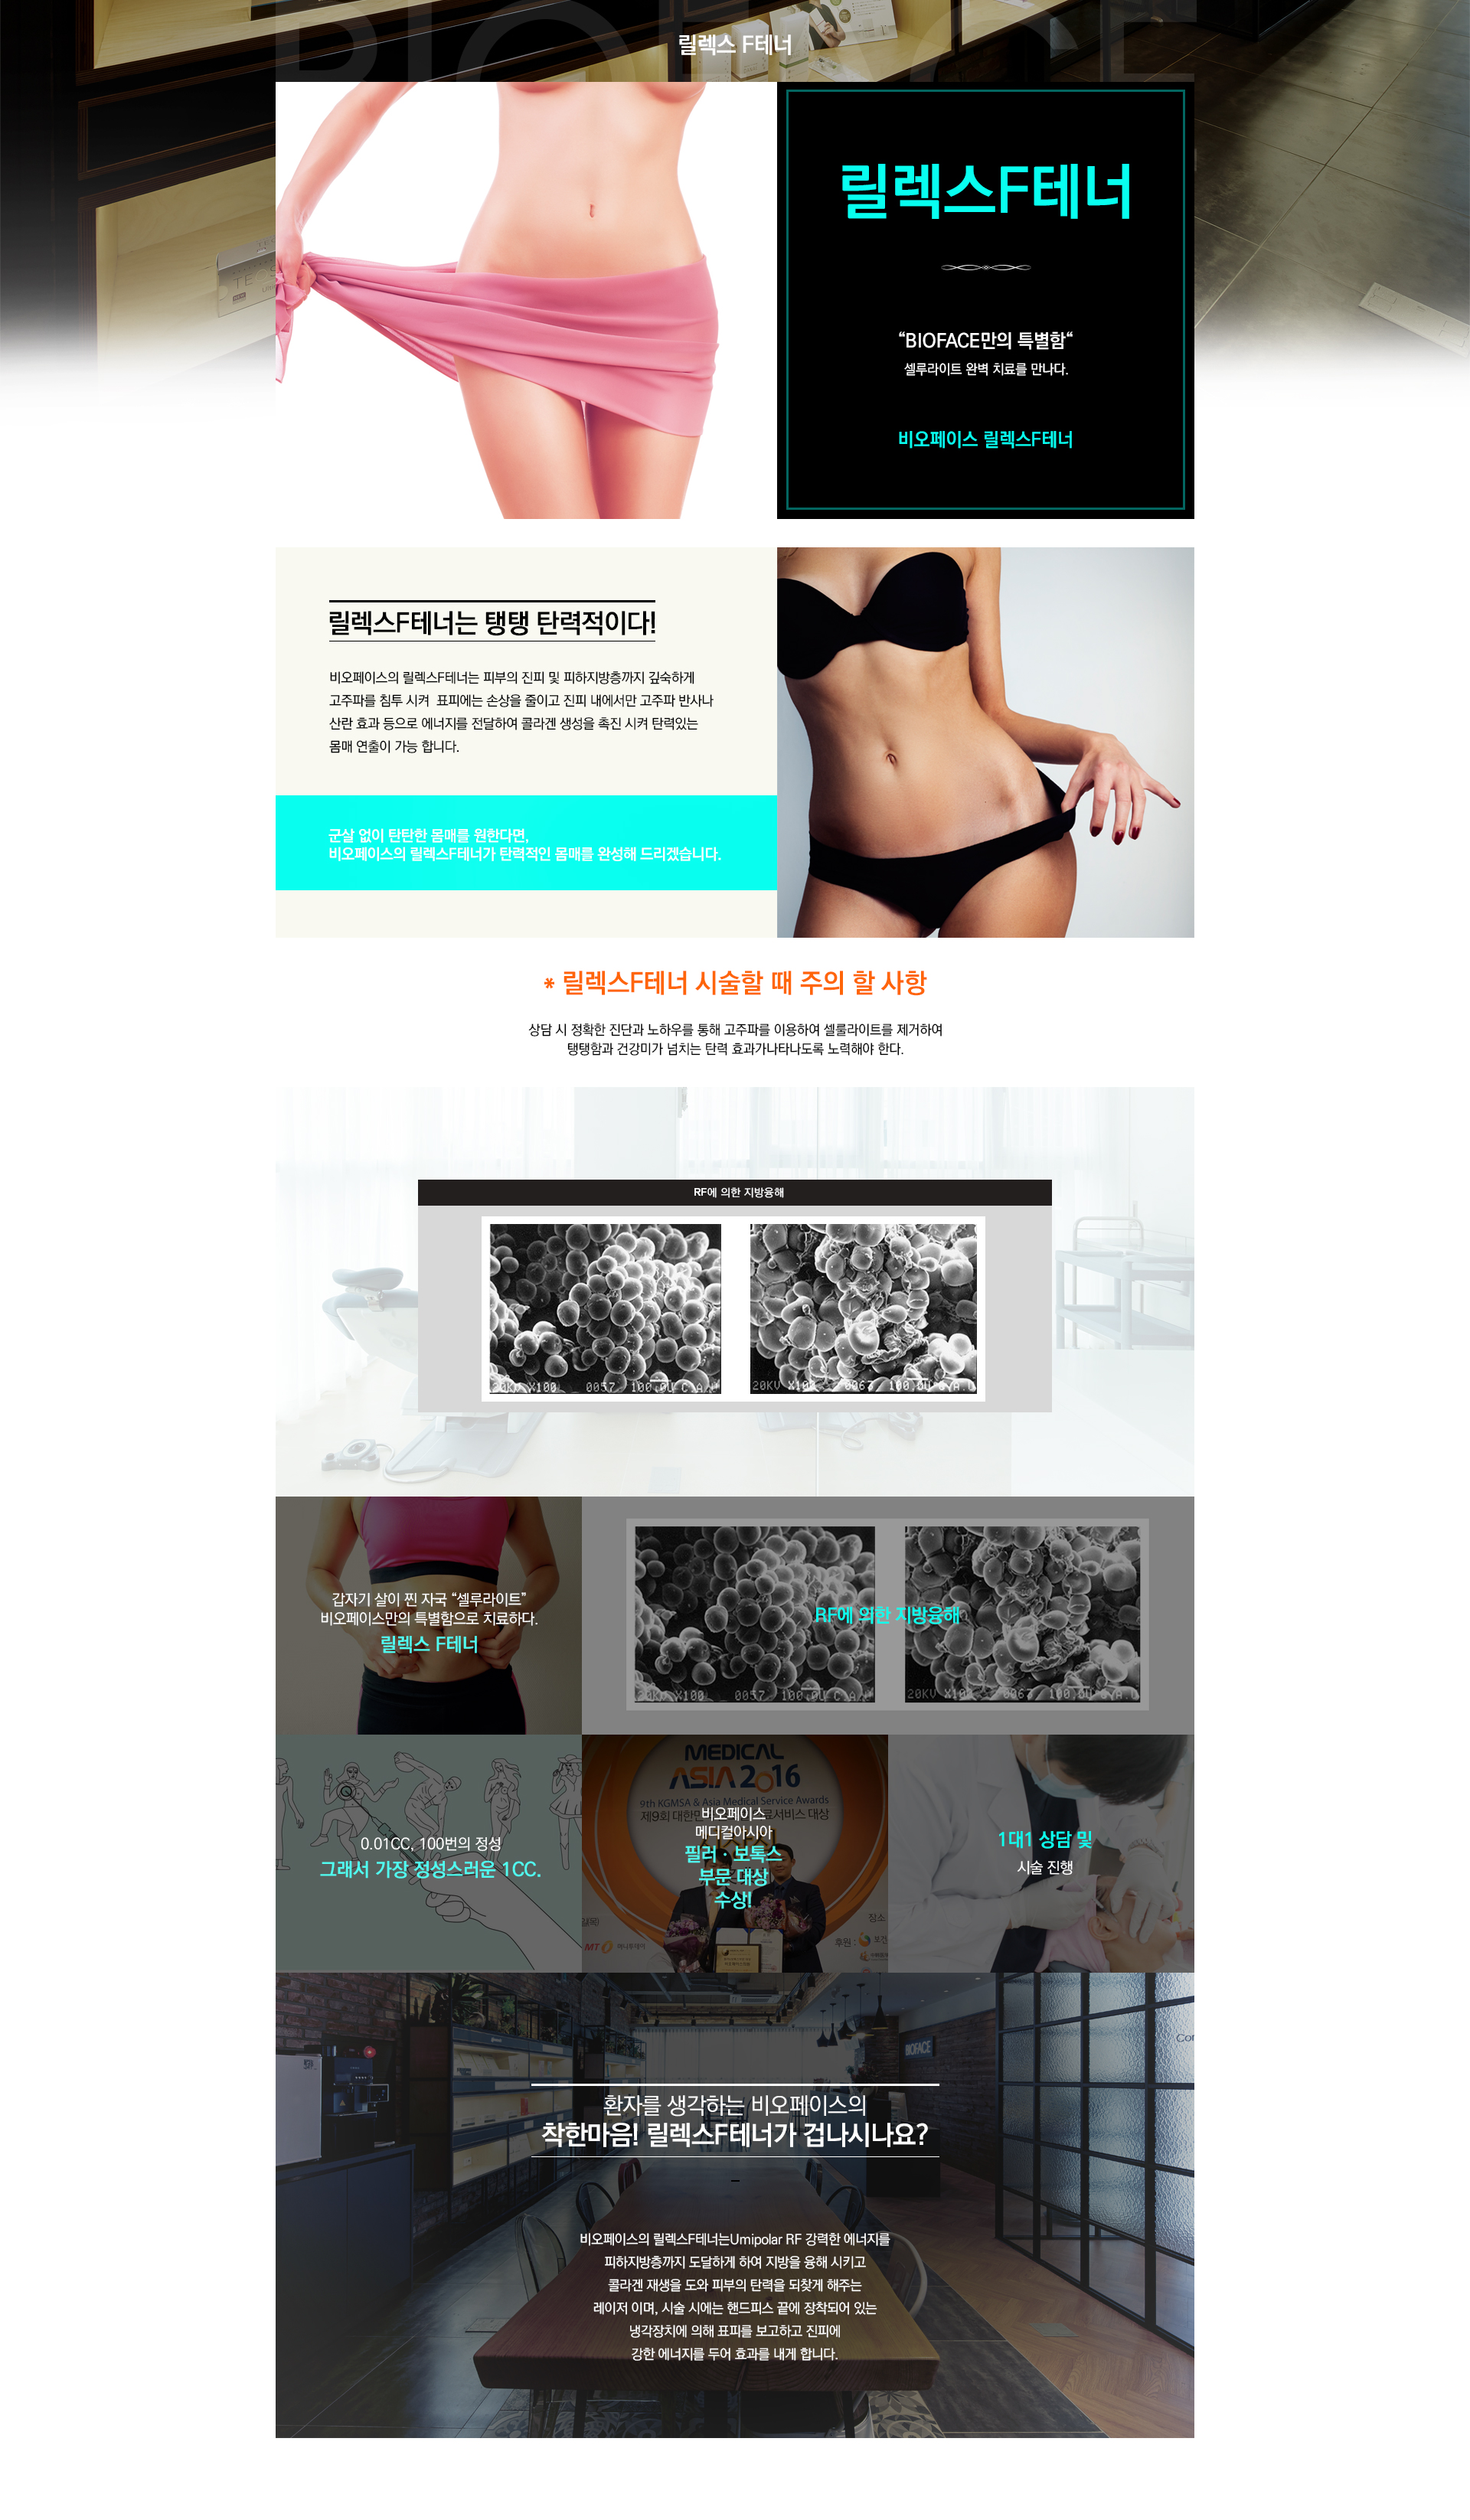 BIOFACE
릴렉스 F테너
릴렉스F테너
“BIOFACE만의 특별함“
셀루라이트 완벽 치료를 만나다.
비오페이스 릴렉스F테너
릴렉스F테너는 탱탱 탄력적이다!
비오페이스의 릴렉스F테너는 피부의 진피 및 피하지방층까지 깊숙하게
고주파를 침투 시켜 표피에는 손상을 줄이고 진피 내에서만 고주파 반사나
산란 효과 등으로 에너지를 전달하여 콜라겐 생성을 촉진 시켜 탄력있는
몸매 연출이 가능 합니다.
군살 없이 탄탄한 몸매를 원한다면,
비오페이스의 릴렉스F테너가 탄력적인 몸매를 완성해 드리겠습니다.
* 릴렉스F테너 시술할 때 주의 할 사항
상담 시 정확한 진단과 노하우를 통해 고주파를 이용하여 셀룰라이트를 제거하여
탱탱함과 건강미가 넘치는 탄력 효과가나타나도록 노력해야 한다.
RF에 의한 지방융해
20KV X100 0057 100.0U C.A.U
20KV X100 0063 100.0U C.A.U
갑자기 살이 찐 자국 “셀루라이트”
비오페이스만의 특별함으로 치료하다.
릴렉스 F테너
RF에 의한 지방융해
20KV X100 0057 100.0U C.A.U
20KV X100 0063 100.0U C.A.U
0.01CC, 100번의 정성
그래서 가장 정성스러운 1CC.
MEDICAL
ASIA 2016
9th KGMSA & Asia Medical Service Awards
비오페이스
메디컬아시아
필러 · 보톡스
부문 대상
수상!
MT 머니투데이
장소
후원 :
1대1 상담 및
시술 진행
BIOFACE
환자를 생각하는 비오페이스의
착한마음! 릴렉스F테너가 겁나시나요?
비오페이스의 릴렉스F테너는Umipolar RF 강력한 에너지를
피하지방층까지 도달하게 하여 지방을 융해 시키고
콜라겐 재생을 도와 피부의 탄력을 되찾게 해주는
레이저 이며, 시술 시에는 핸드피스 끝에 장착되어 있는
냉각장치에 의해 표피를 보고하고 진피에
강한 에너지를 두어 효과를 내게 합니다.